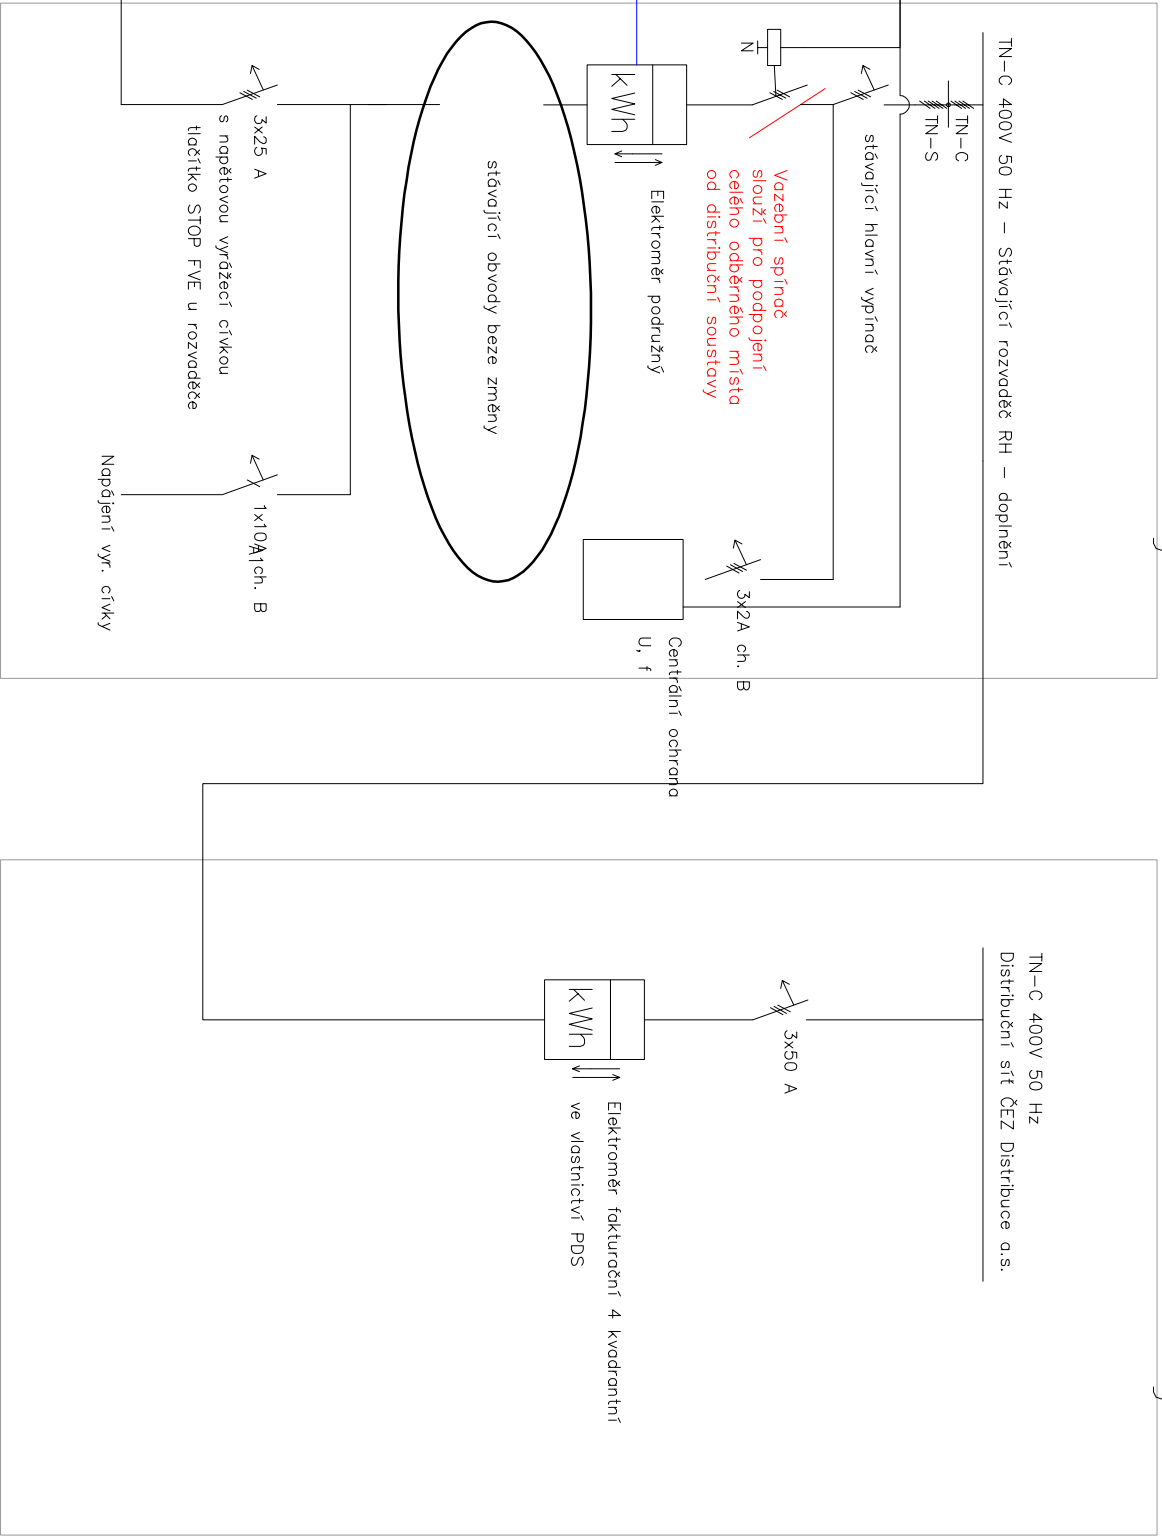 TN-C 400V 50 Hz - Stávající rozvaděč RH - doplnění
TN-C
TN-S
stávající hlavní vypínač
N
Vazební spínač
slouží pro podpojení
celého odběrného místa
od distribuční soustavy
3x2A ch. B
Centrální ochrana
U, f
kWh
Elektroměr podružný
stávající obvody beze změny
3x25 A
s napěťovou vyrážecí cívkou
tlačítko STOP FVE u rozvaděče
1x10A ch. B
A1
Napájení vyr. cívky
TN-C 400V 50 Hz
Distribuční síť ČEZ Distribuce a.s.
3x50 A
kWh
Elektroměr fakturační 4 kvadrantní
ve vlastnictví PDS